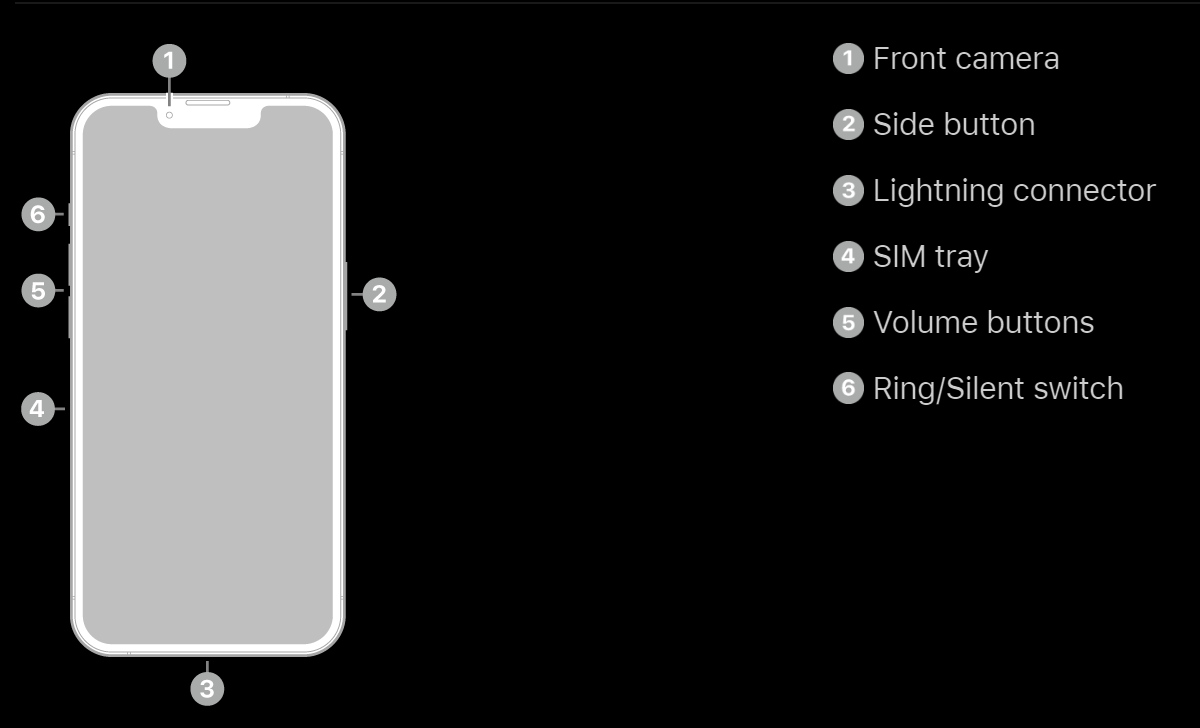 1
6
5
2
4
3
1 Front camera
2 Side button
3 Lightning connector
4 SIM tray
5 Volume buttons
6 Ring/Silent switch